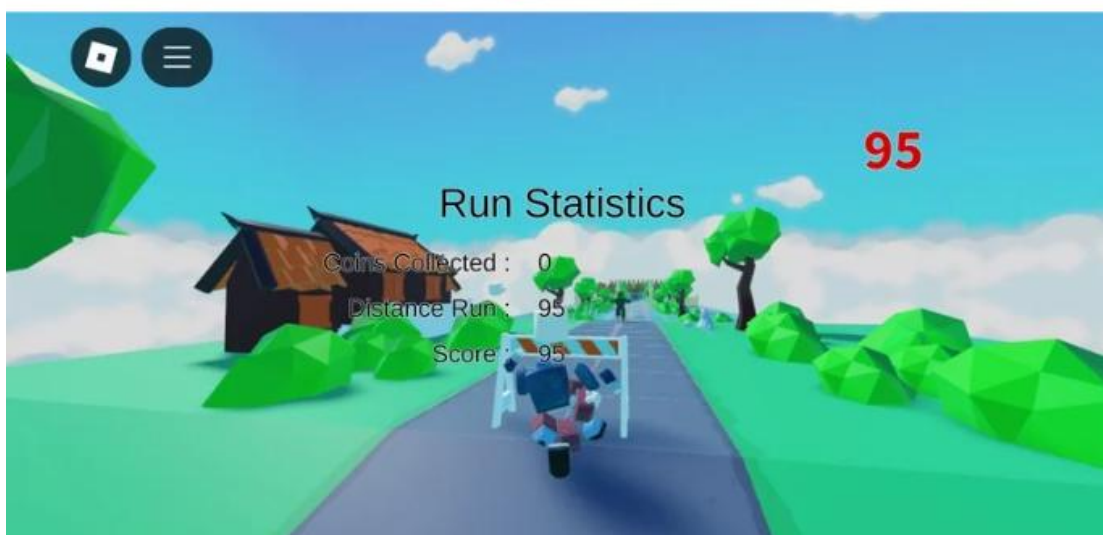 95
Run Statistics
Coins Collected : 0
Distance Run : 95
Score : 95